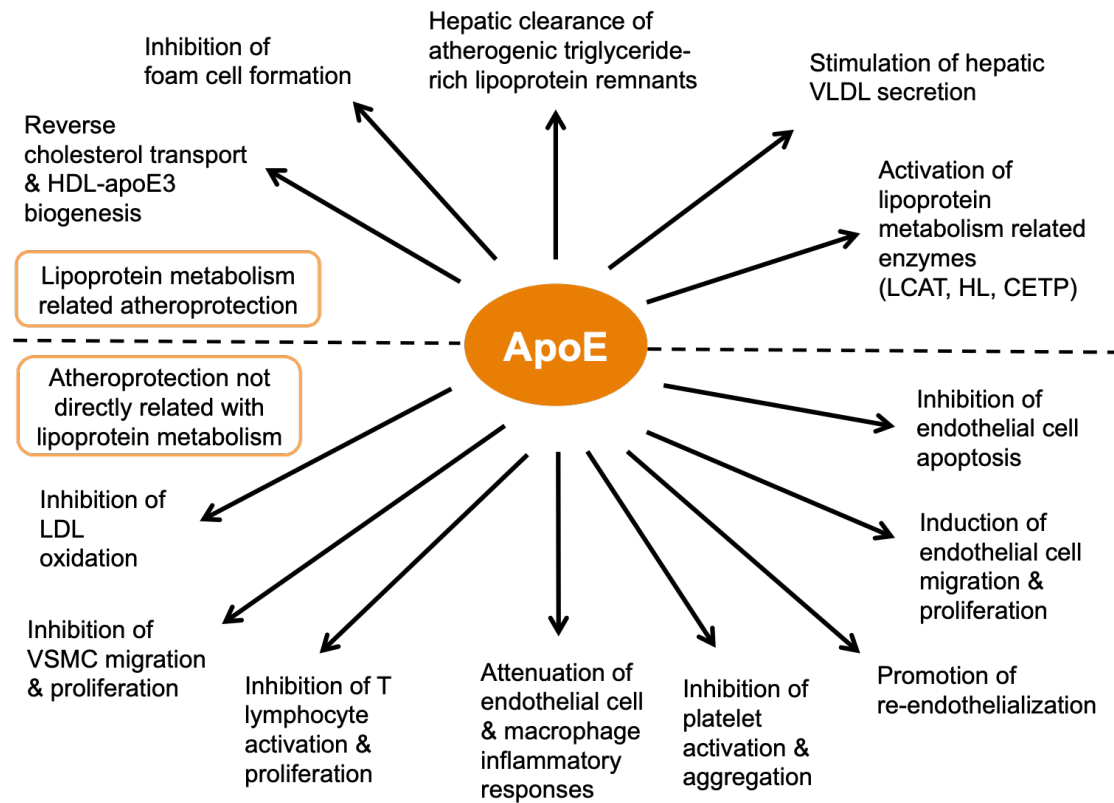 Inhibition of
foam cell formation
Hepatic clearance of
atherogenic triglyceride-
rich lipoprotein remnants
Stimulation of hepatic
VLDL secretion
Reverse
cholesterol transport
& HDL-apoE3
biogenesis
Activation of
lipoprotein
metabolism related
enzymes
(LCAT, HL, CETP)
Lipoprotein metabolism
related atheroprotection
ApoE
Atheroprotection not
directly related with
lipoprotein metabolism
Inhibition of
endothelial cell
apoptosis
Inhibition of
LDL
oxidation
Induction of
endothelial cell
migration &
proliferation
Inhibition of
VSMC migration
& proliferation
Inhibition of T
lymphocyte
activation &
proliferation
Attenuation of
endothelial cell
& macrophage
inflammatory
responses
Inhibition of
platelet
activation &
aggregation
Promotion of
re-endothelialization